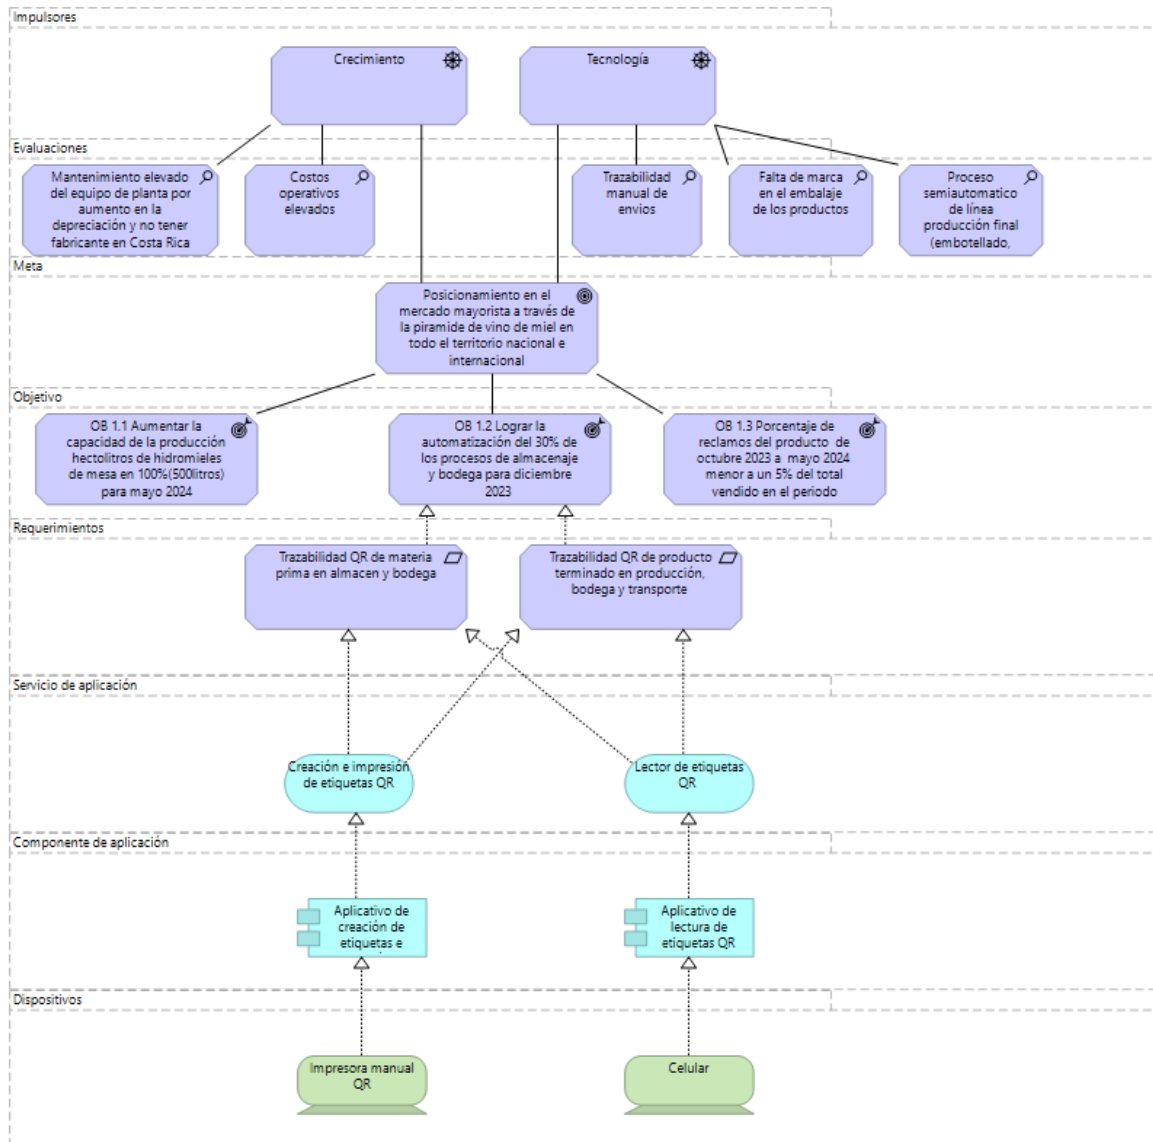 Impulsores
Crecimiento
Tecnología
Evaluaciones
Mantenimiento elevado
del equipo de planta por
aumento en la
depreciación y no tener
fabricante en Costa Rica
Costos
operativos
elevados
Trazabilidad
manual de
envios
Falta de marca
en el embalaje
de los productos
Proceso
semiautomatico
de línea
producción final
(embotellado,
Meta
Posicionamiento en el
mercado mayorista a través de
la piramide de vino de miel en
todo el territorio nacional e
internacional
Objetivo
OB 1.1 Aumentar la
capacidad de la producción
hectolitros de hidromieles
de mesa en 100%(500litros)
para mayo 2024
OB 1.2 Lograr la
automatización del 30% de
los procesos de almacenaje
y bodega para diciembre
2023
OB 1.3 Porcentaje de
reclamos del producto de
octubre 2023 a mayo 2024
menor a un 5% del total
vendido en el periodo
Requerimientos
Trazabilidad QR de materia
prima en almacen y bodega
Trazabilidad QR de producto
terminado en producción,
bodega y transporte
Servicio de aplicación
Creación e impresión
de etiquetas QR
Lector de etiquetas
QR
Componente de aplicación
Aplicativo de
creación de
etiquetas e
Aplicativo de
lectura de
etiquetas QR
Dispositivos
Impresora manual
QR
Celular